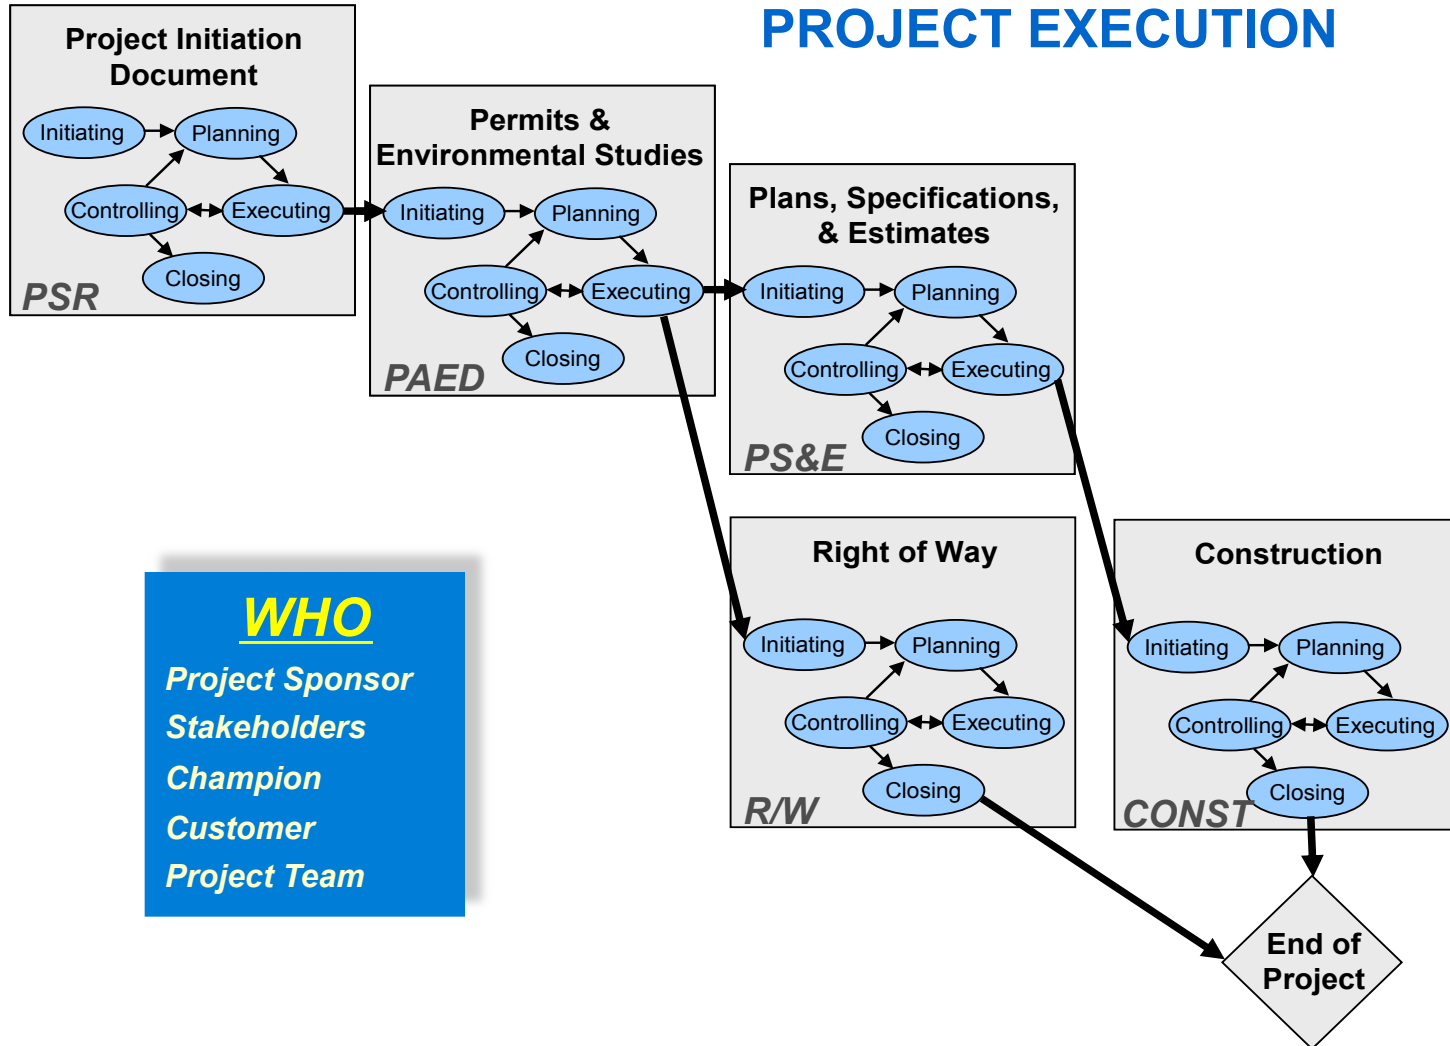 PROJECT EXECUTION
Project Initiation
Document
Initiating
Planning
Controlling
Executing
Closing
PSR
Permits &
Environmental Studies
Initiating
Planning
Controlling
Executing
Closing
PAED
Plans, Specifications,
& Estimates
Initiating
Planning
Controlling
Executing
Closing
PS&E
Right of Way
Initiating
Planning
Controlling
Executing
Closing
R/W
Construction
Initiating
Planning
Controlling
Executing
Closing
CONST
WHO
Project Sponsor
Stakeholders
Champion
Customer
Project Team
End of
Project